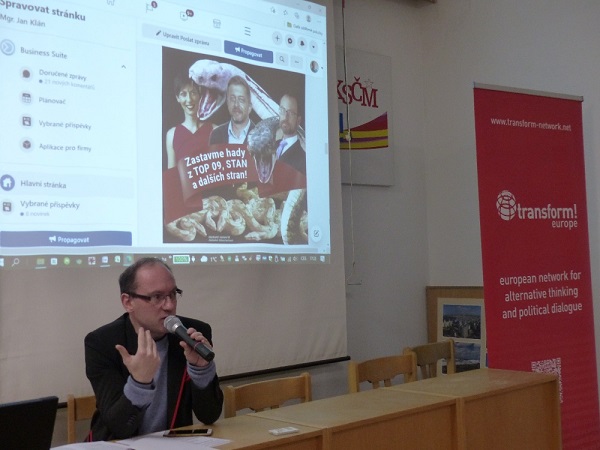 Spravovat stránku
Mgr. Jan Klán
Business Suite
Doručené zprávy
Plánovač
Vybrané příspěvky
Aplikace pro firmy
Hlavní stránka
Vybrané příspěvky
Propagovat
Upravit Poslat zprávu
Propagovat
Zastavme hady
z TOP 09, STAN
a dalších stran!
KSČM
www.transform-network.net
transform!
europe
european network for
alternative thinking
and political dialogue